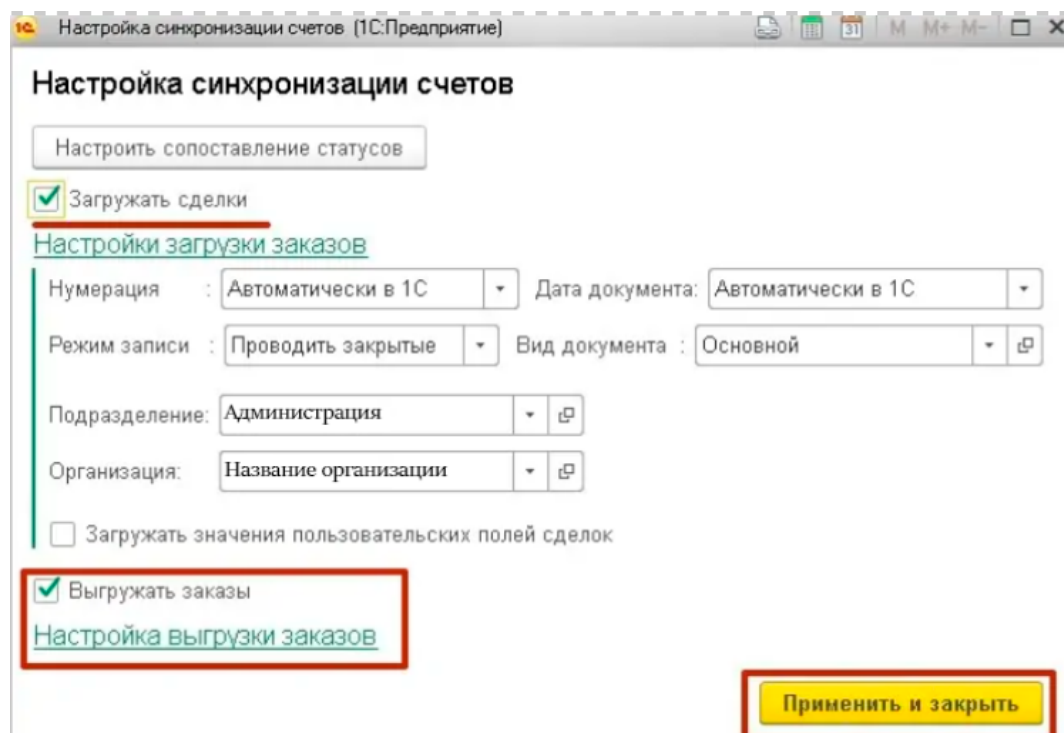 1С Настройка синхронизации счетов (1С:Предприятие) 31 M M+ M-
Настройка синхронизации счетов
Настроить сопоставление статусов
Загружать сделки
Настройки загрузки заказов
Нумерация : Автоматически в 1С Дата документа: Автоматически в 1С
Режим записи : Проводить закрытые Вид документа : Основной
Подразделение: Администрация
Организация: Название организации
Загружать значения пользовательских полей сделок
Выгружать заказы
Настройка выгрузки заказов
Применить и закрыть